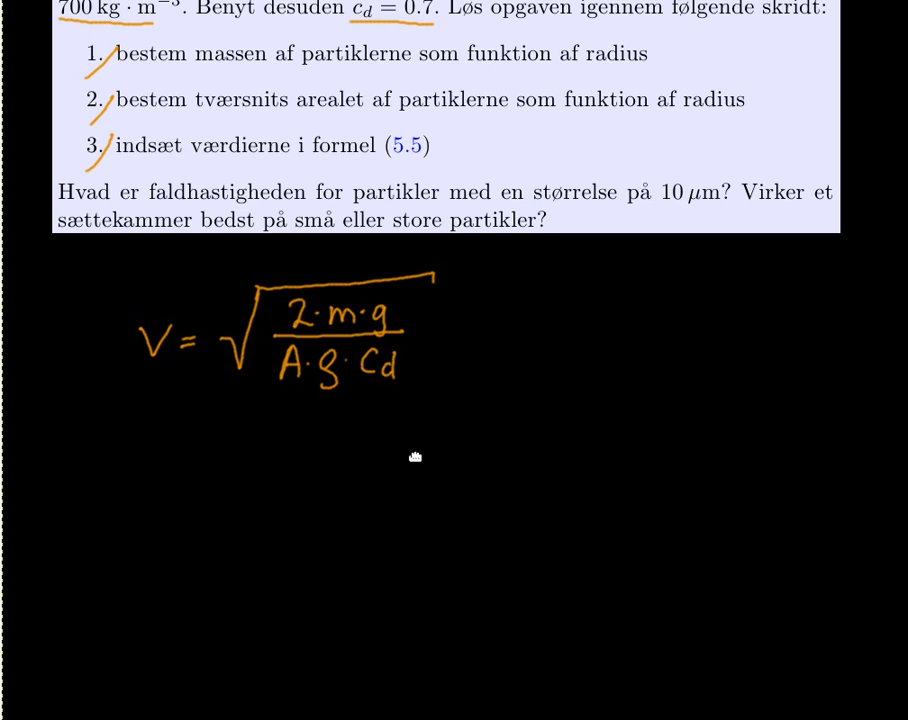 700 kg · m⁻³. Benyt desuden c_d = 0.7. Løs opgaven igennem følgende skridt:
1. bestem massen af partiklerne som funktion af radius
2. bestem tværsnits arealet af partiklerne som funktion af radius
3. indsæt værdierne i formel (5.5)
Hvad er faldhastigheden for partikler med en størrelse på 10 μm? Virker et
sættekammer bedst på små eller store partikler?
V = √(2·m·g / A·ρ·Cd)